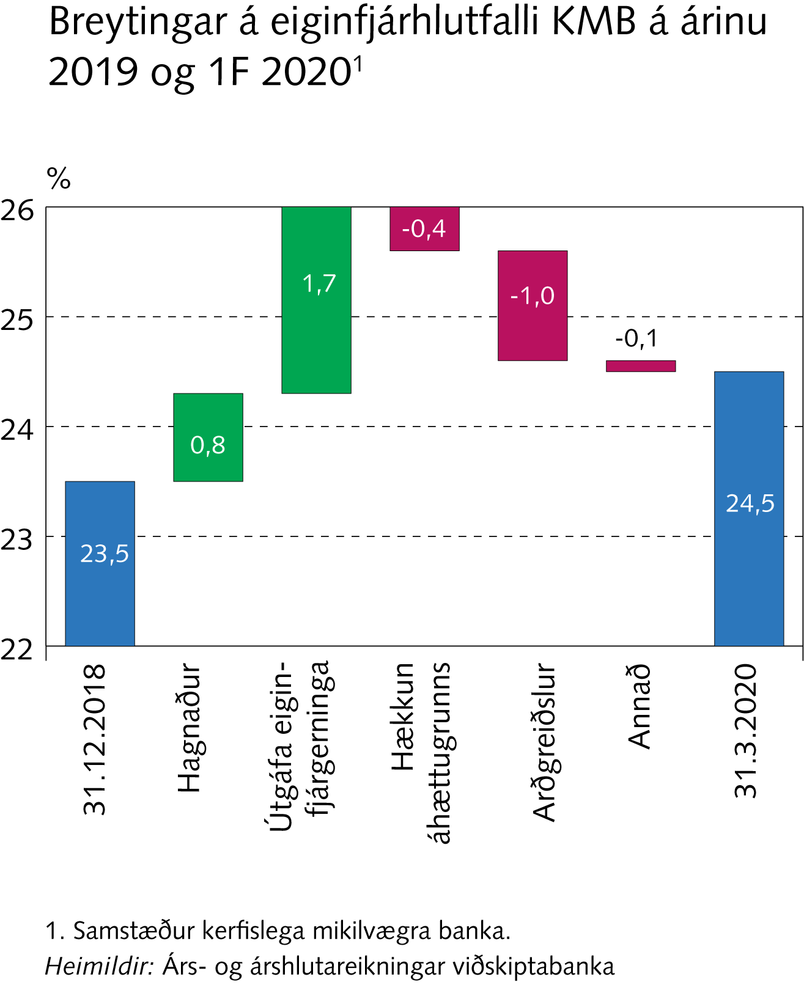 Breytingar á eiginfjárhlutfalli KMB á árinu
2019 og 1F 2020¹
%
26
25
24
23
22
23,5
0,8
1,7
-0,4
-1,0
-0,1
24,5
31.12.2018
Hagnaður
Útgáfa eigin-
fjárgerninga
Hækkun
áhættugrunns
Arðgreiðslur
Annað
31.3.2020
1. Samstæður kerfislega mikilvægra banka.
Heimildir: Árs- og árshlutareikningar viðskiptabanka